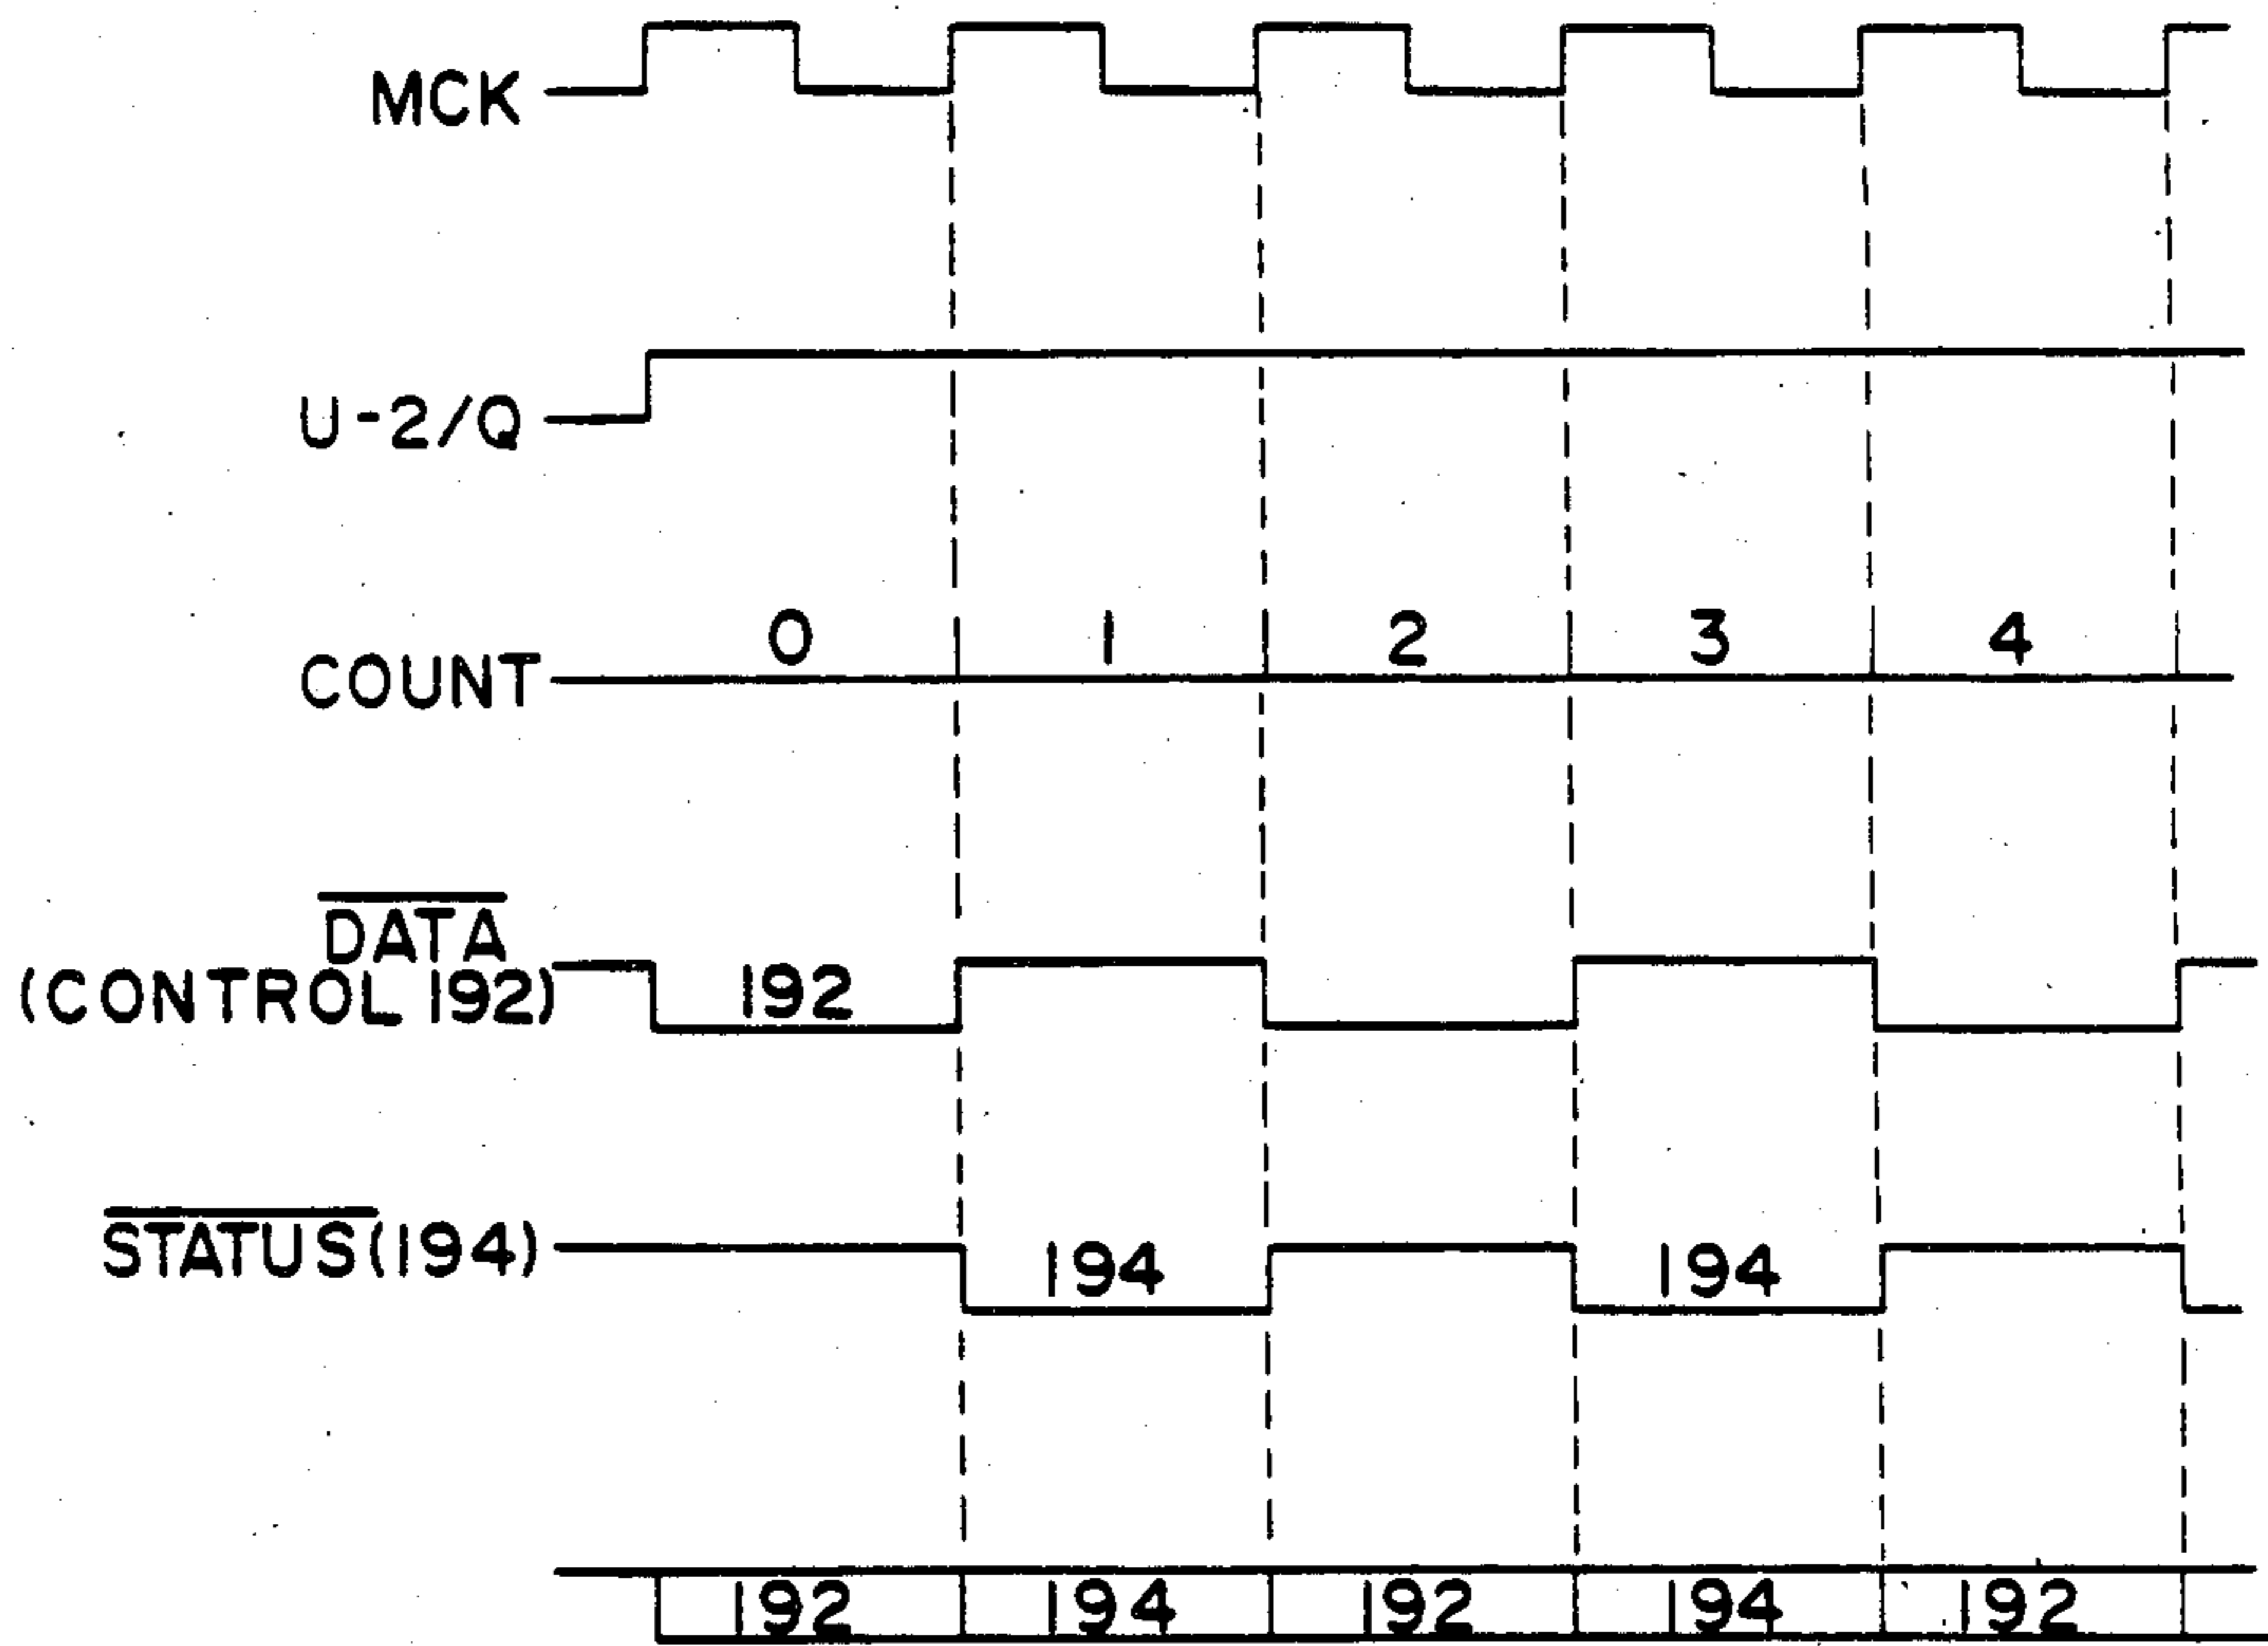 MCK
U-2/Q
COUNT 0 1 2 3 4
DATA
(CONTROL 192) 192
STATUS(194) 194 194
192 194 192 194 192